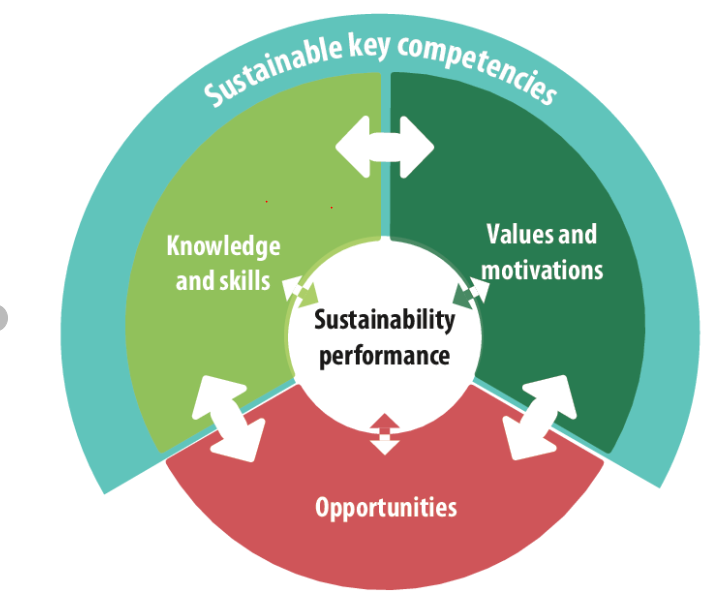 Sustainable key competencies
Knowledge
and skills
Values and
motivations
Sustainability
performance
Opportunities